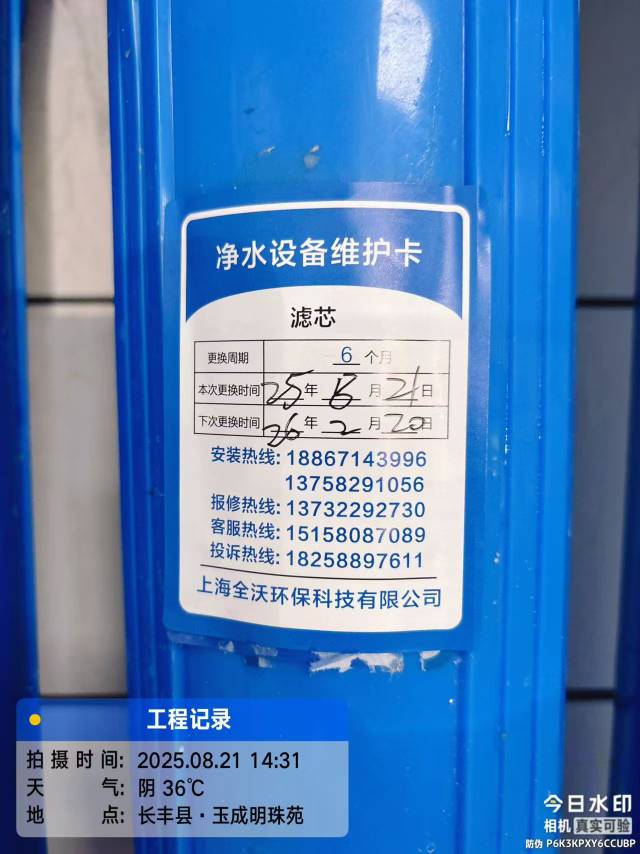 净水设备维护卡
滤芯
更换周期 6 个月
本次更换时间 25 年 8 月 21 日
下次更换时间 26 年 2 月 20 日
安装热线: 18867143996
13758291056
报修热线: 13732292730
客服热线: 15158087089
投诉热线: 18258897611
上海全沃环保科技有限公司
工程记录
拍摄时间: 2025.08.21 14:31
天气: 阴 36℃
地点: 长丰县·玉成明珠苑
今日水印
相机 真实可验
防伪 P6K3KPXY6CCUBP